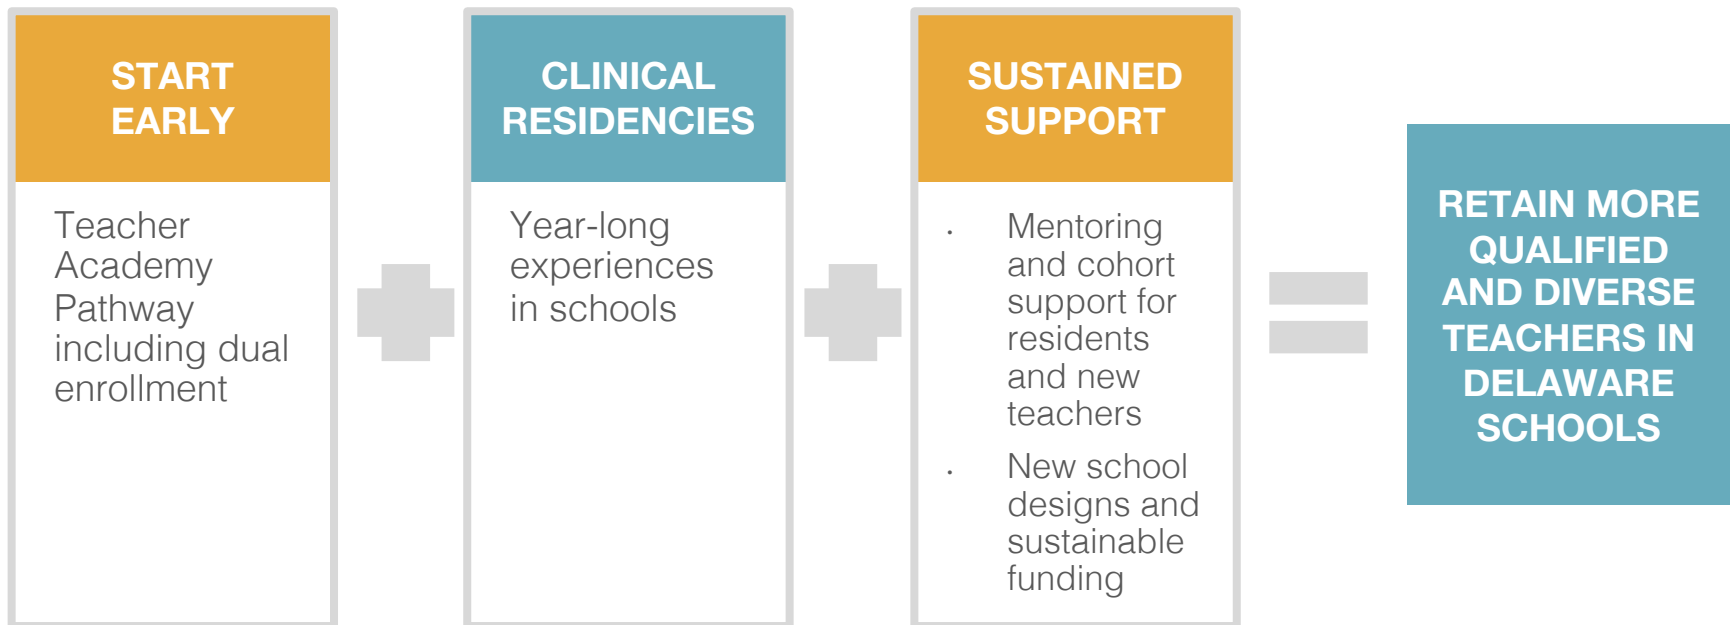 START
EARLY
Teacher
Academy
Pathway
including dual
enrollment
CLINICAL
RESIDENCIES
Year-long
experiences
in schools
SUSTAINED
SUPPORT
• Mentoring
and cohort
support for
residents
and new
teachers
• New school
designs and
sustainable
funding
RETAIN MORE
QUALIFIED
AND DIVERSE
TEACHERS IN
DELAWARE
SCHOOLS